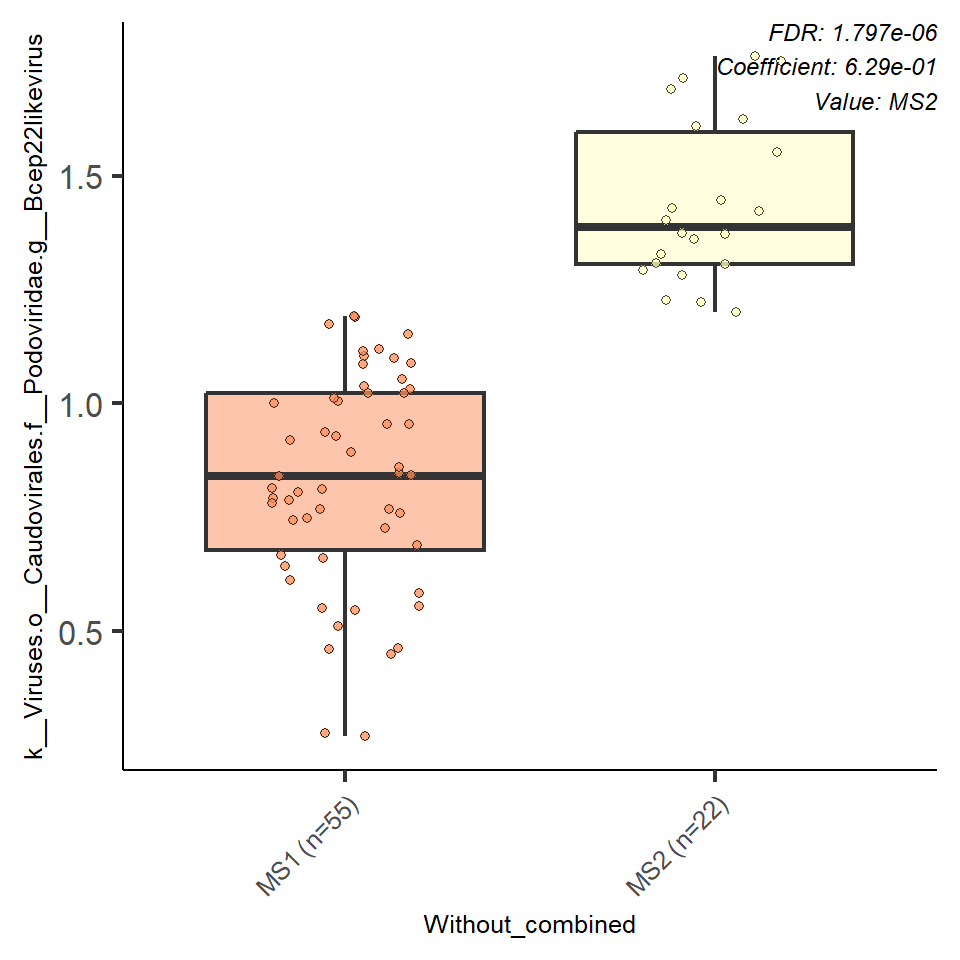 FDR: 1.797e-06
Coefficient: 6.29e-01
Value: MS2
k__Viruses.o__Caudovirales.f__Podoviridae.g__Bcep22likevirus
1.5
1.0
0.5
MS1 (n=55)
MS2 (n=22)
Without_combined